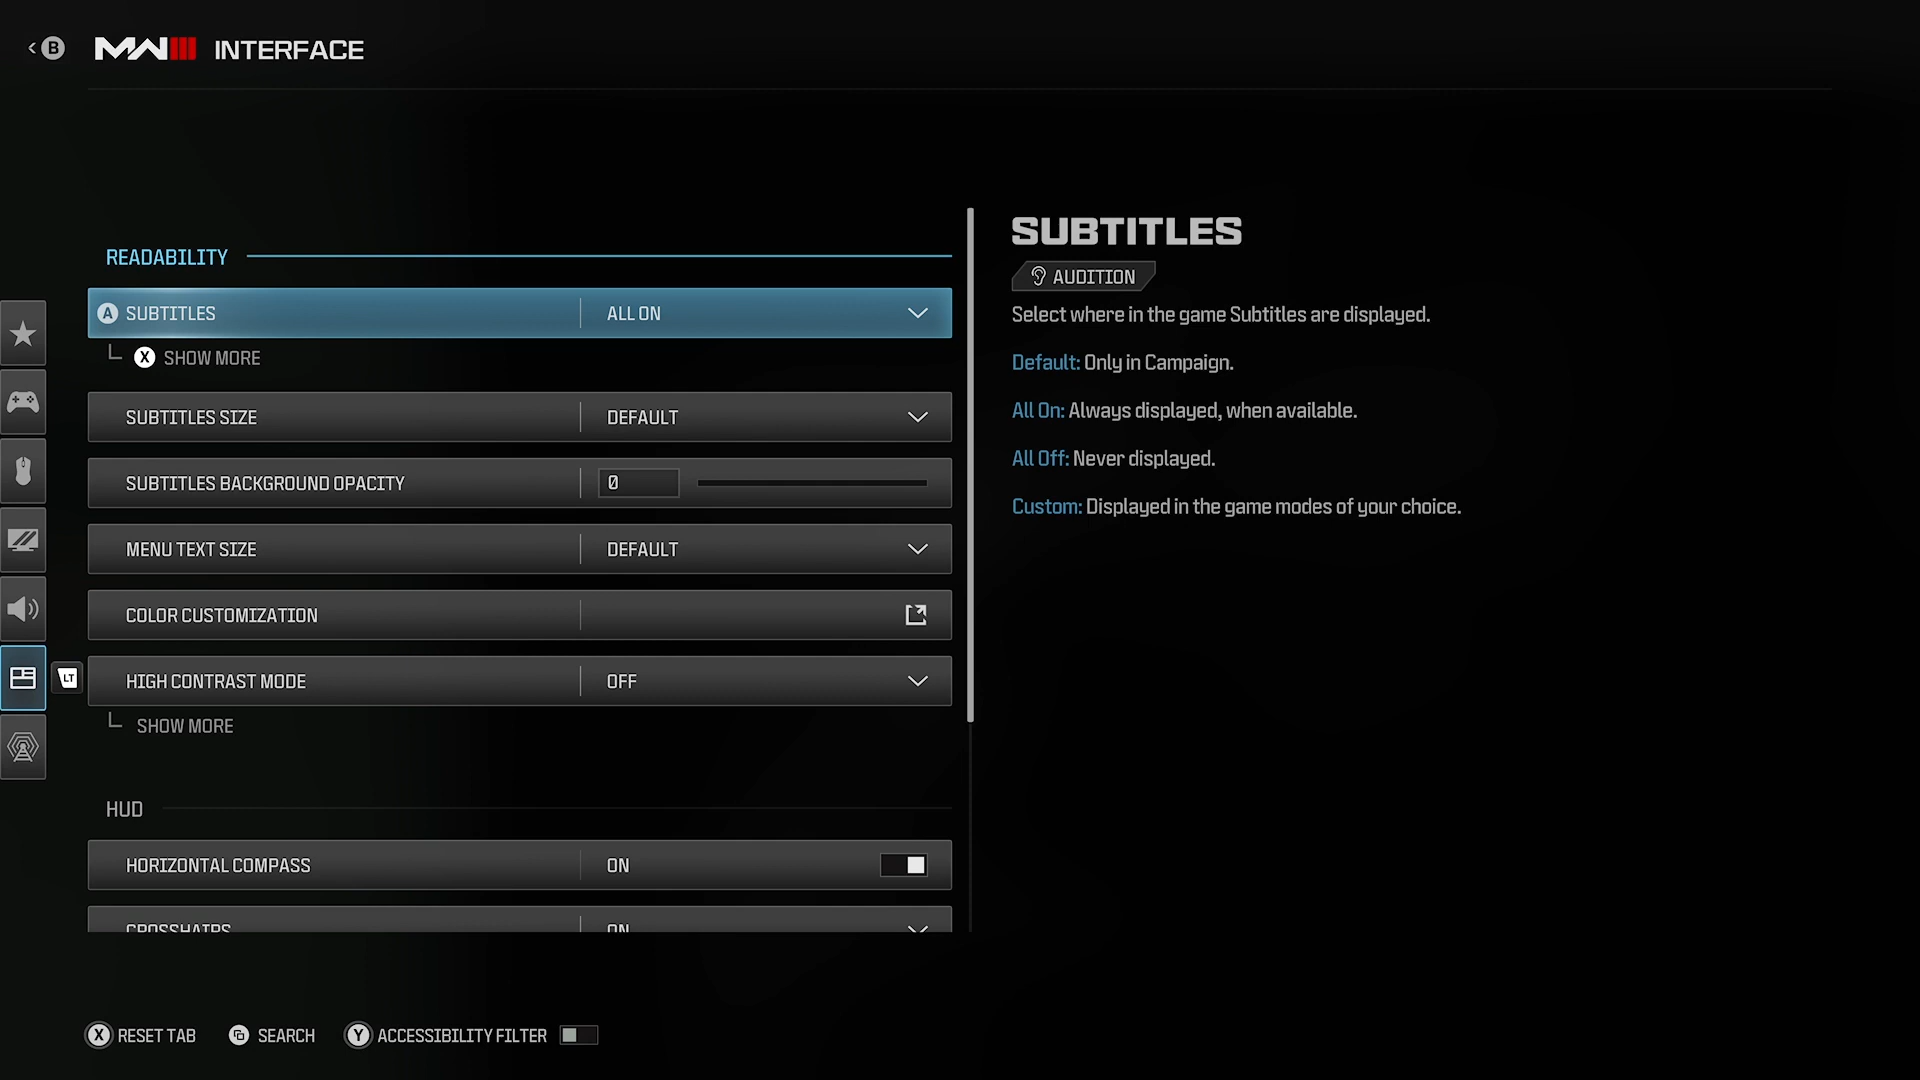 B MWIII INTERFACE
READABILITY
A SUBTITLES ALL ON
X SHOW MORE
SUBTITLES SIZE DEFAULT
SUBTITLES BACKGROUND OPACITY 0
MENU TEXT SIZE DEFAULT
COLOR CUSTOMIZATION
HIGH CONTRAST MODE OFF
LT
SHOW MORE
HUD
HORIZONTAL COMPASS ON
CROSSHAIRS ON
SUBTITLES
AUDITION
Select where in the game Subtitles are displayed.
Default: Only in Campaign.
All On: Always displayed, when available.
All Off: Never displayed.
Custom: Displayed in the game modes of your choice.
X RESET TAB SEARCH Y ACCESSIBILITY FILTER